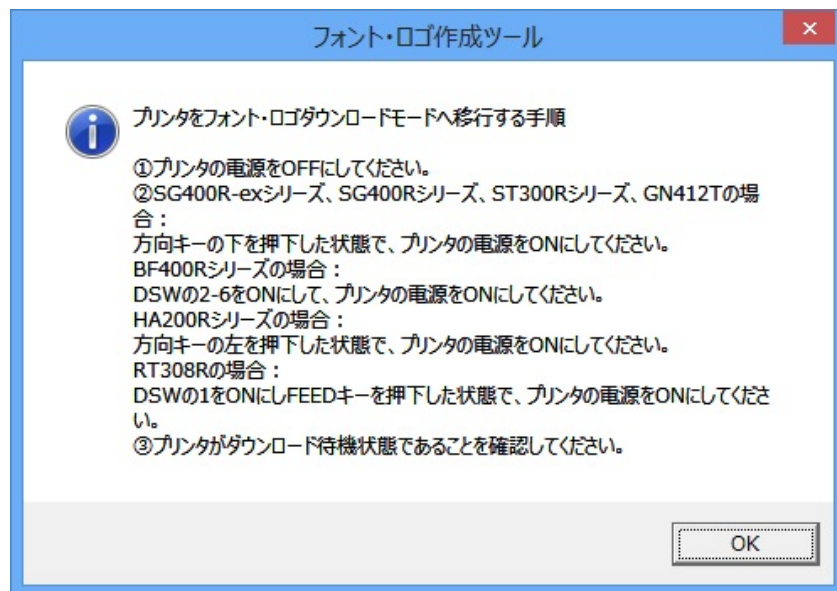 フォント・ロゴ作成ツール
プリンタをフォント・ロゴダウンロードモードへ移行する手順
①プリンタの電源をOFFにしてください。
②SG400R-exシリーズ、SG400Rシリーズ、ST300Rシリーズ、GN412Tの場
合：
方向キーの下を押下した状態で、プリンタの電源をONにしてください。
BF400Rシリーズの場合：
DSWの2-6をONにして、プリンタの電源をONにしてください。
HA200Rシリーズの場合：
方向キーの左を押下した状態で、プリンタの電源をONにしてください。
RT308Rの場合：
DSWの1をONにしFEEDキーを押下した状態で、プリンタの電源をONにしてくださ
い。
③プリンタがダウンロード待機状態であることを確認してください。
OK